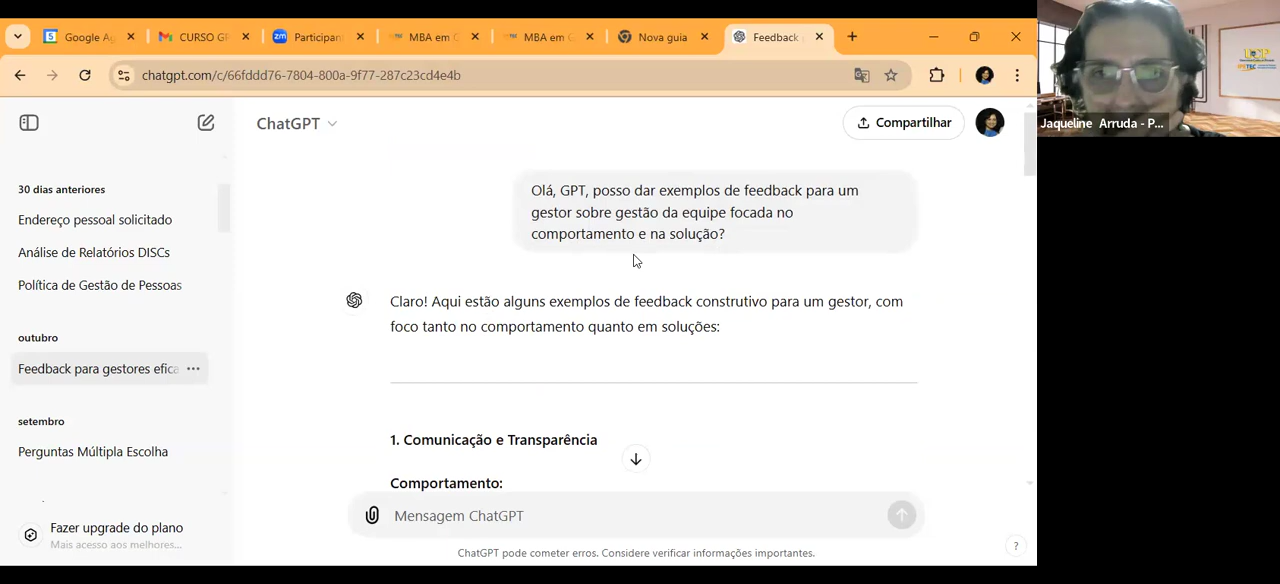 Google Ag
CURSO GP
Participant
MBA em G
MBA em G
Nova guia
Feedback
chatgpt.com/c/66fddd76-7804-800a-9f77-287c23cd4e4b
ChatGPT
Compartilhar
30 dias anteriores
Endereço pessoal solicitado
Análise de Relatórios DISCs
Política de Gestão de Pessoas
outubro
Feedback para gestores efica
setembro
Perguntas Múltipla Escolha
Fazer upgrade do plano
Mais acesso aos melhores...
Olá, GPT, posso dar exemplos de feedback para um
gestor sobre gestão da equipe focada no
comportamento e na solução?
Claro! Aqui estão alguns exemplos de feedback construtivo para um gestor, com
foco tanto no comportamento quanto em soluções:
1. Comunicação e Transparência
Comportamento:
Mensagem ChatGPT
ChatGPT pode cometer erros. Considere verificar informações importantes.
?
Jaqueline Arruda - P...